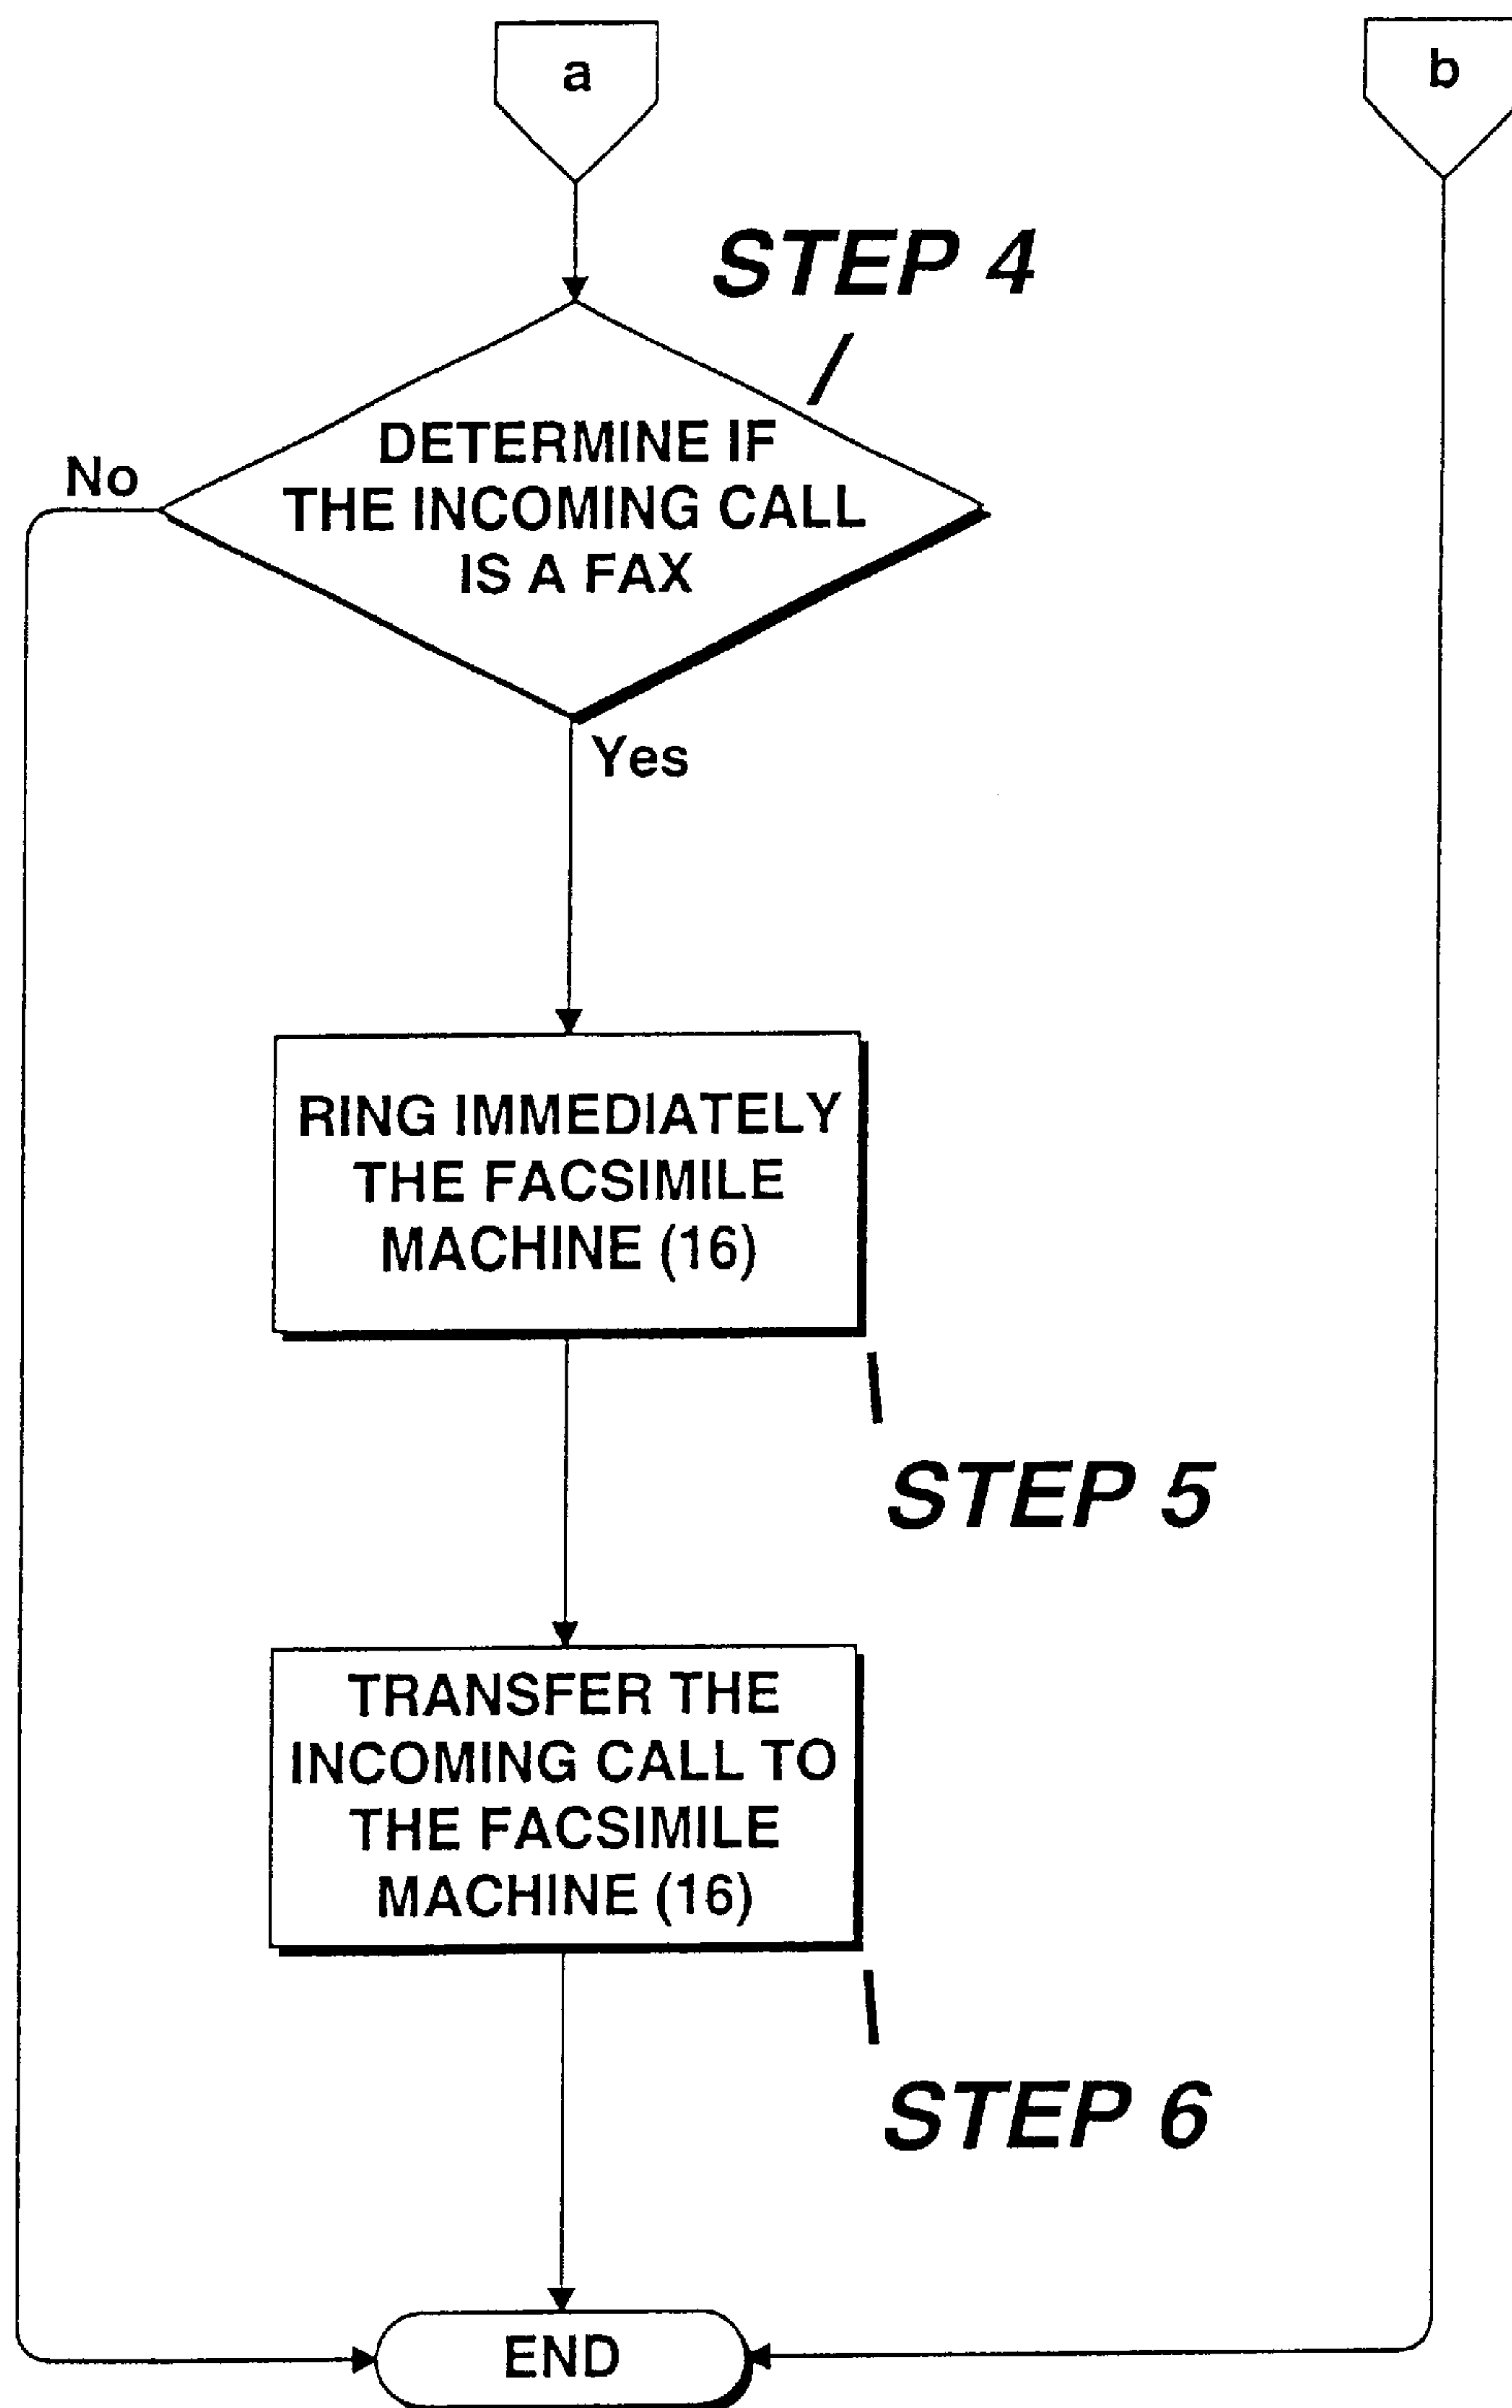 a
b
STEP 4
DETERMINE IF
THE INCOMING CALL
IS A FAX
No
Yes
RING IMMEDIATELY
THE FACSIMILE
MACHINE (16)
STEP 5
TRANSFER THE
INCOMING CALL TO
THE FACSIMILE
MACHINE (16)
STEP 6
END